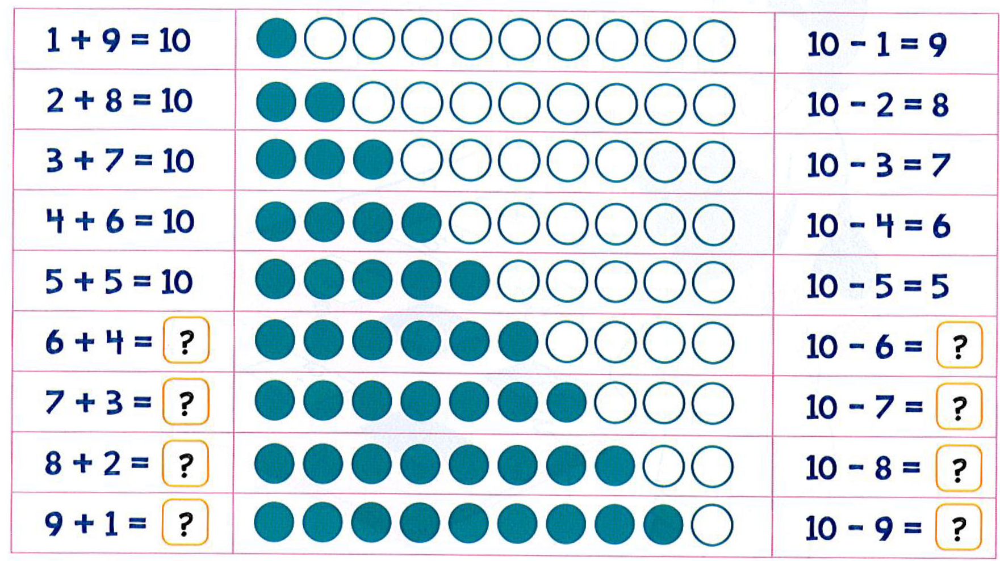 1 + 9 = 10 10 - 1 = 9
2 + 8 = 10 10 - 2 = 8
3 + 7 = 10 10 - 3 = 7
4 + 6 = 10 10 - 4 = 6
5 + 5 = 10 10 - 5 = 5
6 + 4 = ? 10 - 6 = ?
7 + 3 = ? 10 - 7 = ?
8 + 2 = ? 10 - 8 = ?
9 + 1 = ? 10 - 9 = ?